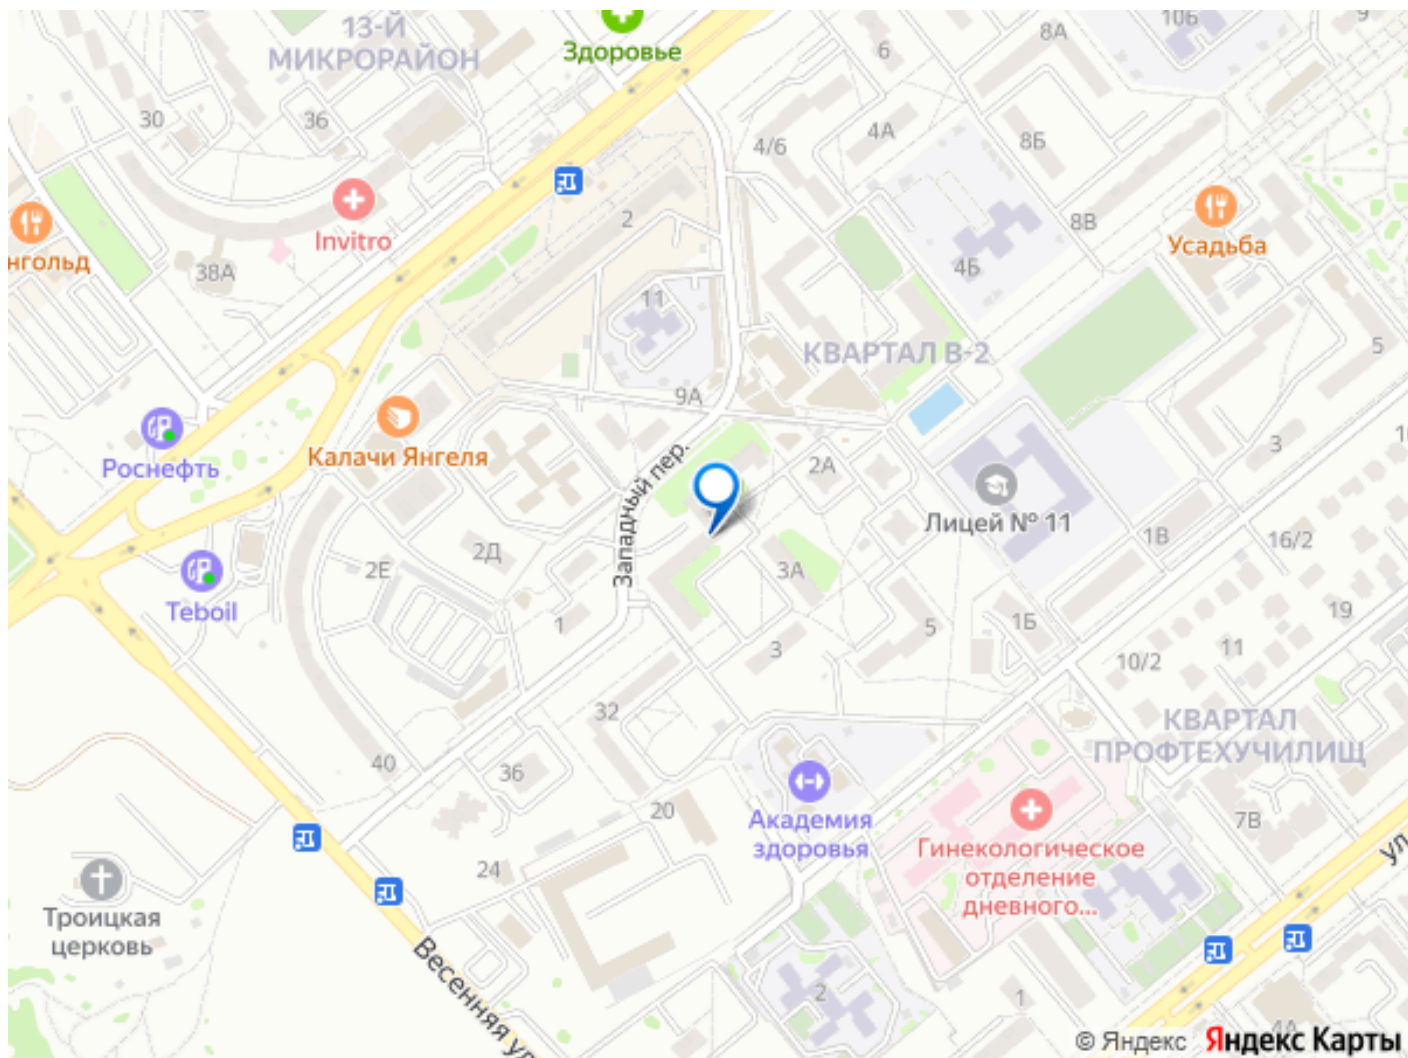 13-Й
МИКРОРАЙОН
Здоровье
10Б
9
8А
6
30
36
4/6
4А
8Б
Invitro
2
8В
Усадьба
нгольд
38А
4Б
11
КВАРТАЛ В-2
5
9А
Калачи Янгеля
Роснефть
Западный пер.
2А
3
1
Лицей № 11
1В
16/2
2Д
2Е
3А
Teboil
1
5
1Б
19
3
11
10/2
32
КВАРТАЛ
ПРОФТЕХУЧИЛИЩ
40
36
20
Академия
здоровья
7В
ул
24
Гинекологическое
отделение
дневного...
Троицкая
церковь
Весенняя ул
2
1
4А
© Яндекс Яндекс Карты